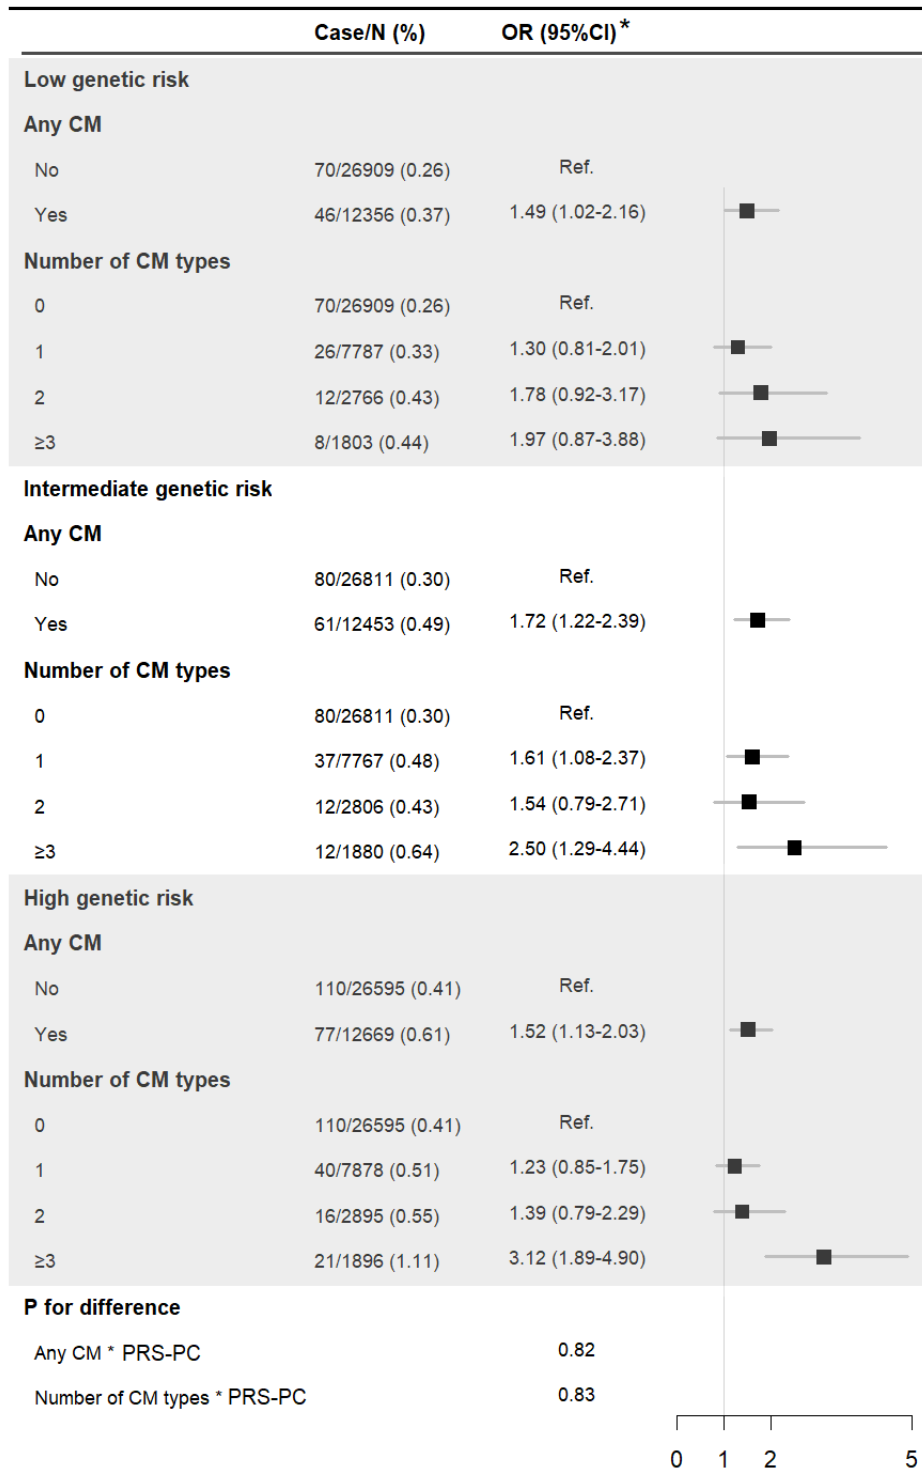 Case/N (%) OR (95%CI)*
Low genetic risk
Any CM
No 70/26909 (0.26) Ref.
Yes 46/12356 (0.37) 1.49 (1.02-2.16)
Number of CM types
0 70/26909 (0.26) Ref.
1 26/7787 (0.33) 1.30 (0.81-2.01)
2 12/2766 (0.43) 1.78 (0.92-3.17)
≥3 8/1803 (0.44) 1.97 (0.87-3.88)
Intermediate genetic risk
Any CM
No 80/26811 (0.30) Ref.
Yes 61/12453 (0.49) 1.72 (1.22-2.39)
Number of CM types
0 80/26811 (0.30) Ref.
1 37/7767 (0.48) 1.61 (1.08-2.37)
2 12/2806 (0.43) 1.54 (0.79-2.71)
≥3 12/1880 (0.64) 2.50 (1.29-4.44)
High genetic risk
Any CM
No 110/26595 (0.41) Ref.
Yes 77/12669 (0.61) 1.52 (1.13-2.03)
Number of CM types
0 110/26595 (0.41) Ref.
1 40/7878 (0.51) 1.23 (0.85-1.75)
2 16/2895 (0.55) 1.39 (0.79-2.29)
≥3 21/1896 (1.11) 3.12 (1.89-4.90)
P for difference
Any CM * PRS-PC 0.82
Number of CM types * PRS-PC 0.83
0 1 2 5